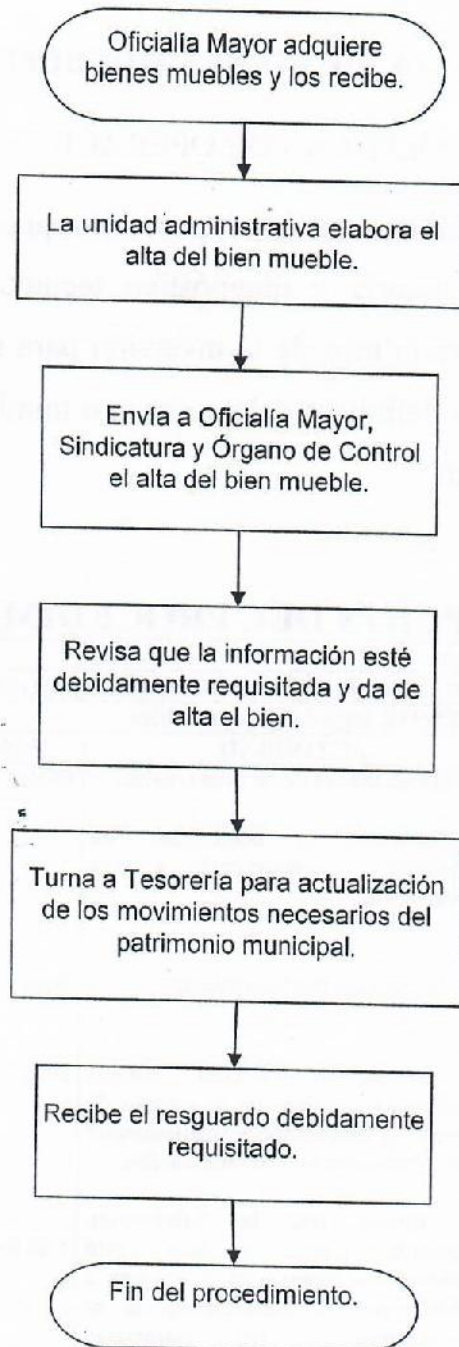 Oficialía Mayor adquiere
bienes muebles y los recibe.
La unidad administrativa elabora el
alta del bien mueble.
Envía a Oficialía Mayor,
Sindicatura y Órgano de Control
el alta del bien mueble.
Revisa que la información esté
debidamente requisitada y da de
alta el bien.
Turna a Tesorería para actualización
de los movimientos necesarios del
patrimonio municipal.
Recibe el resguardo debidamente
requisitado.
Fin del procedimiento.